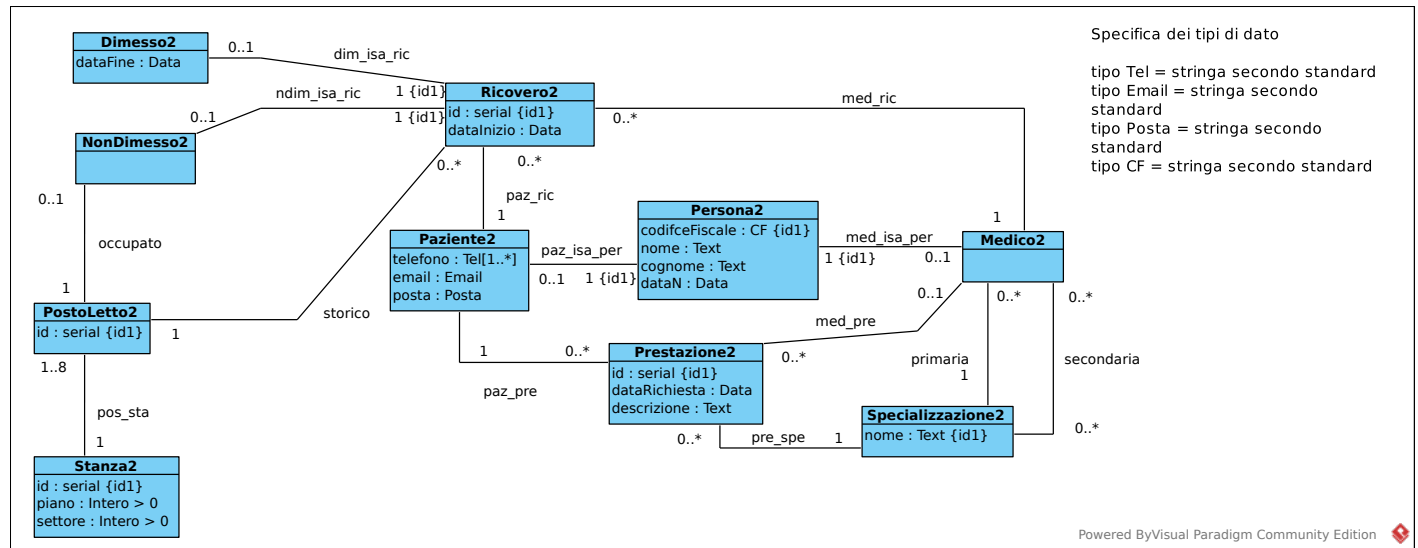 Dimesso2
dataFine : Data
0..1
dim_isa_ric
1 {id1}
ndim_isa_ric
0..1
1 {id1}
Ricovero2
id : serial {id1}
dataInizio : Data
med_ric
0..*
Specifica dei tipi di dato
tipo Tel = stringa secondo standard
tipo Email = stringa secondo
standard
tipo Posta = stringa secondo
standard
tipo CF = stringa secondo standard
NonDimesso2
0..1
occupato
1
0..*
0..*
paz_ric
1
1
Paziente2
telefono : Tel[1..*]
email : Email
posta : Posta
paz_isa_per
0..1
1 {id1}
Persona2
codifceFiscale : CF {id1}
nome : Text
cognome : Text
dataN : Data
med_isa_per
1 {id1}
0..1
Medico2
PostoLetto2
id : serial {id1}
1
storico
1..8
pos_sta
1
Stanza2
id : serial {id1}
piano : Intero > 0
settore : Intero > 0
1
0..*
paz_pre
Prestazione2
id : serial {id1}
dataRichiesta : Data
descrizione : Text
0..1
med_pre
0..*
0..*
0..*
primaria
1
secondaria
0..*
Specializzazione2
nome : Text {id1}
0..*
pre_spe
1
Powered ByVisual Paradigm Community Edition